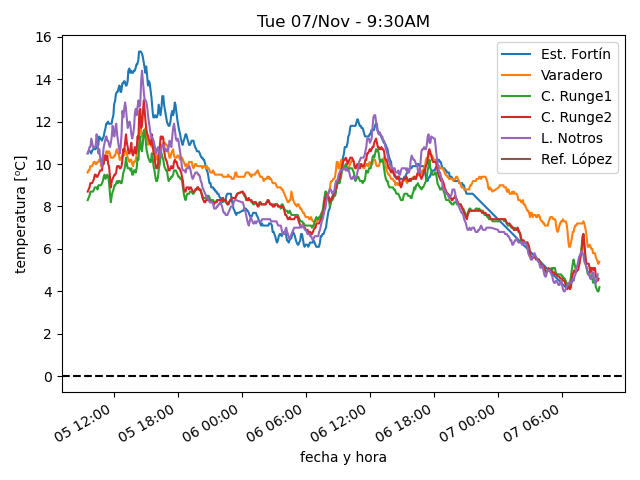 Tue 07/Nov - 9:30AM
temperatura [ºC]
16
14
12
10
8
6
4
2
0
Est. Fortín
Varadero
C. Runge1
C. Runge2
L. Notros
Ref. López
05 12:00
05 18:00
06 00:00
06 06:00
06 12:00
06 18:00
07 00:00
07 06:00
fecha y hora